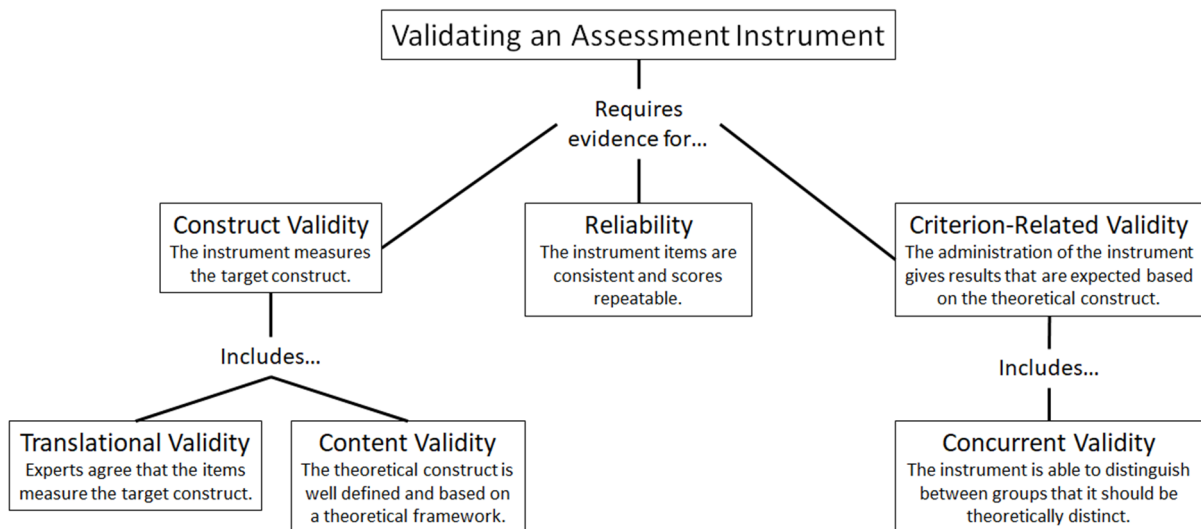 Validating an Assessment Instrument
Requires
evidence for...
Construct Validity
The instrument measures
the target construct.
Reliability
The instrument items are
consistent and scores
repeatable.
Criterion-Related Validity
The administration of the instrument
gives results that are expected based
on the theoretical construct.
Includes...
Includes...
Translational Validity
Experts agree that the items
measure the target construct.
Content Validity
The theoretical construct is
well defined and based on
a theoretical framework.
Concurrent Validity
The instrument is able to distinguish
between groups that it should be
theoretically distinct.